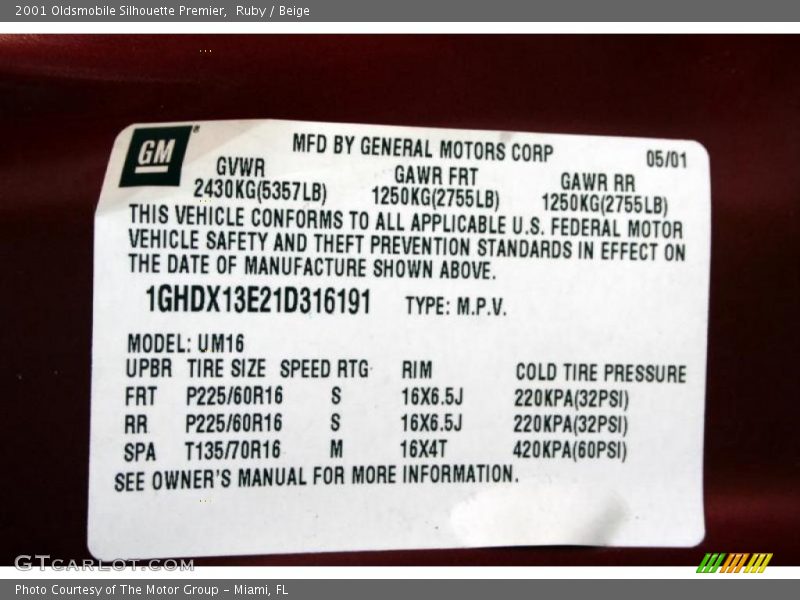 2001 Oldsmobile Silhouette Premier, Ruby / Beige
GM®
MFD BY GENERAL MOTORS CORP 05/01
GVWR GAWR FRT GAWR RR
2430KG(5357LB) 1250KG(2755LB) 1250KG(2755LB)
THIS VEHICLE CONFORMS TO ALL APPLICABLE U.S. FEDERAL MOTOR
VEHICLE SAFETY AND THEFT PREVENTION STANDARDS IN EFFECT ON
THE DATE OF MANUFACTURE SHOWN ABOVE.
1GHDX13E21D316191 TYPE: M.P.V.
MODEL: UM16
UPBR TIRE SIZE SPEED RTG RIM COLD TIRE PRESSURE
FRT P225/60R16 S 16X6.5J 220KPA(32PSI)
RR P225/60R16 S 16X6.5J 220KPA(32PSI)
SPA T135/70R16 M 16X4T 420KPA(60PSI)
SEE OWNER'S MANUAL FOR MORE INFORMATION.
GTCARLOT.COM
Photo Courtesy of The Motor Group - Miami, FL